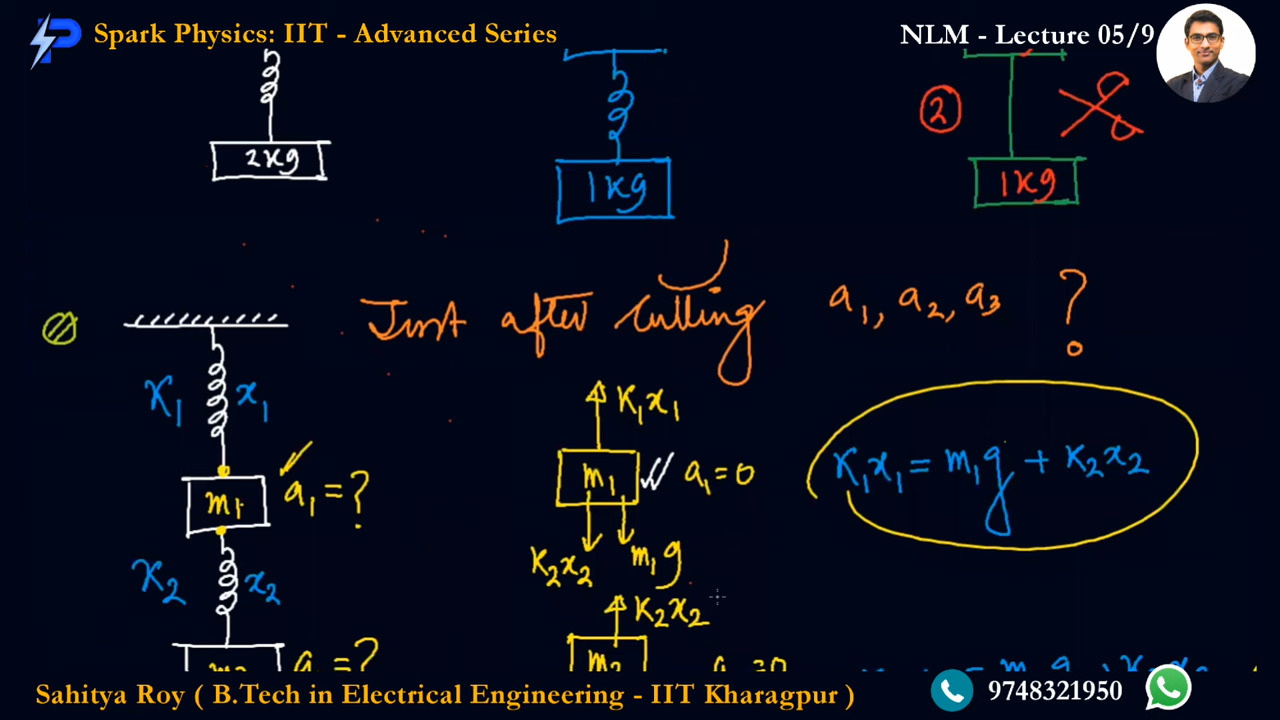 Spark Physics: IIT - Advanced Series
NLM - Lecture 05/9
2kg
1kg
2
1kg
Just after cutting a₁, a₂, a₃ ?
K₁ x₁
K₁x₁
m₁ a₁ = ?
m₁ a₁ = 0
K₁x₁ = m₁g + K₂x₂
K₂x₂ m₁g
K₂ x₂
K₂x₂
m₂ = ?
m₂
Sahitya Roy ( B.Tech in Electrical Engineering - IIT Kharagpur )
9748321950